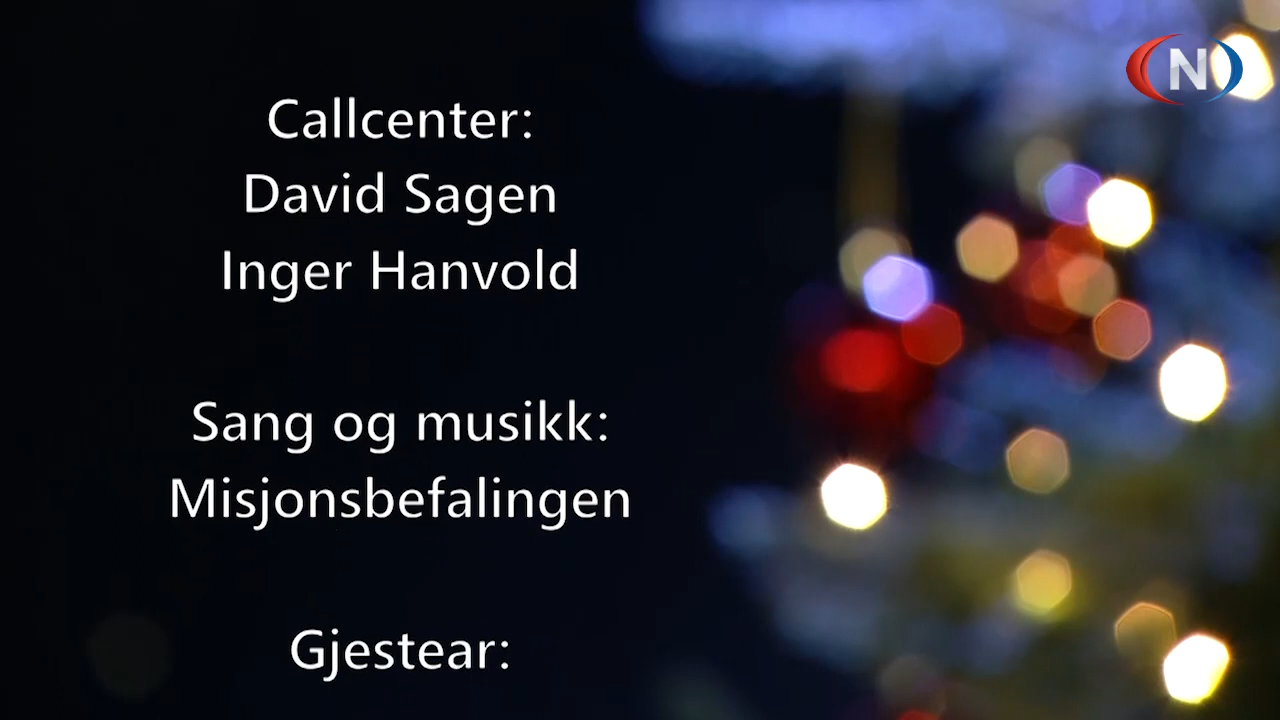 N
Callcenter:
David Sagen
Inger Hanvold
Sang og musikk:
Misjonsbefalingen
Gjestear: